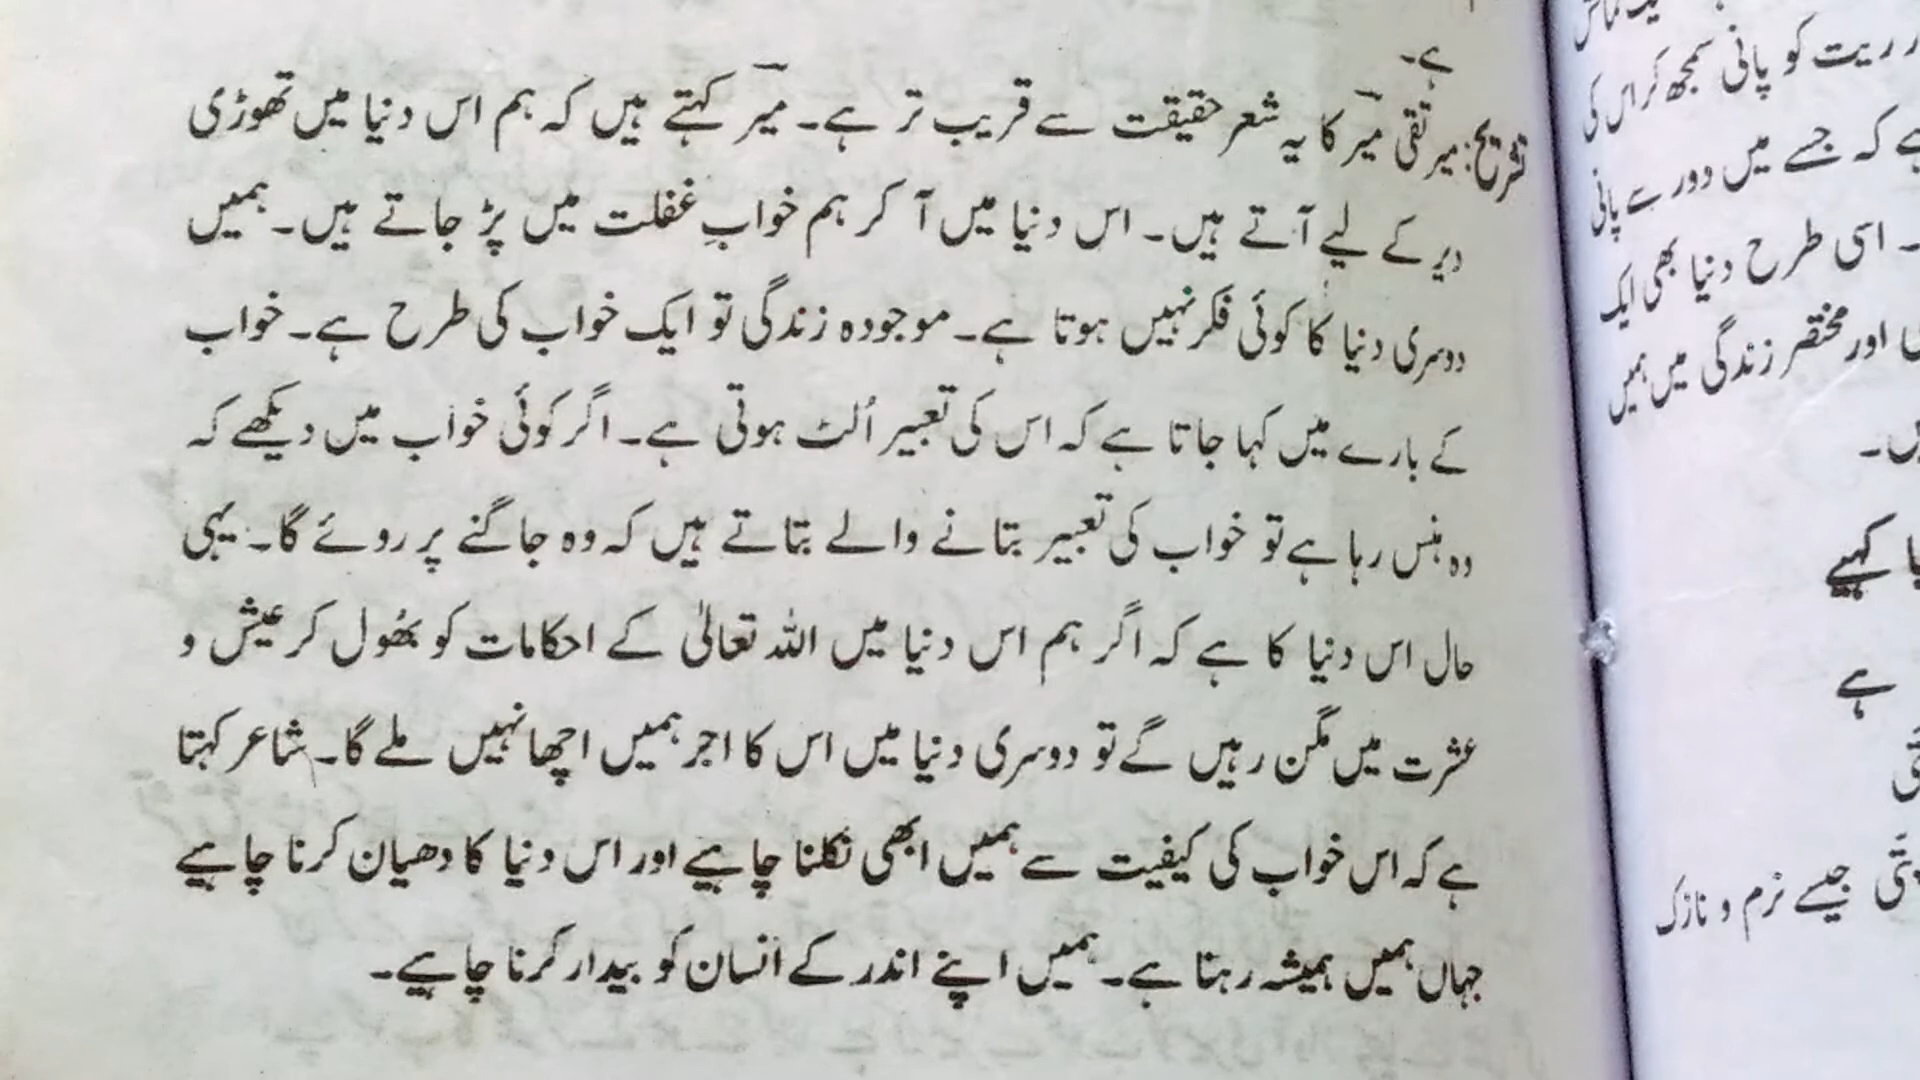 ہے۔
تشریح: میر تقی میرؔ کا یہ شعر حقیقت سے قریب تر ہے۔ میرؔ کہتے ہیں کہ ہم اس دنیا میں تھوڑی
دیر کے لیے آتے ہیں۔ اس دنیا میں آ کر ہم خوابِ غفلت میں پڑ جاتے ہیں۔ ہمیں
دوسری دنیا کا کوئی فکر نہیں ہوتا ہے۔ موجودہ زندگی تو ایک خواب کی طرح ہے۔ خواب
کے بارے میں کہا جاتا ہے کہ اس کی تعبیر اُلٹ ہوتی ہے۔ اگر کوئی خواب میں دیکھے کہ
وہ ہنس رہا ہے تو خواب کی تعبیر بتانے والے بتاتے ہیں کہ وہ جاگنے پر روئے گا۔ یہی
حال اس دنیا کا ہے کہ اگر ہم اس دنیا میں اللہ تعالیٰ کے احکامات کو بھُول کر عیش و
عشرت میں مگن رہیں گے تو دوسری دنیا میں اس کا اجر ہمیں اچھا نہیں ملے گا۔ شاعر کہتا
ہے کہ اس خواب کی کیفیت سے ہمیں ابھی نکلنا چاہیے اور اس دنیا کا دھیان کرنا چاہیے
جہاں ہمیں ہمیشہ رہنا ہے۔ ہمیں اپنے اندر کے انسان کو بیدار کرنا چاہیے۔
ریت کو پانی سمجھ کر اس کی
ہے کہ جسے میں دور سے پانی
۔ اسی طرح دنیا بھی ایک
اور مختصر زندگی میں ہمیں
کہیے
ہے
جیسے نرم و نازک